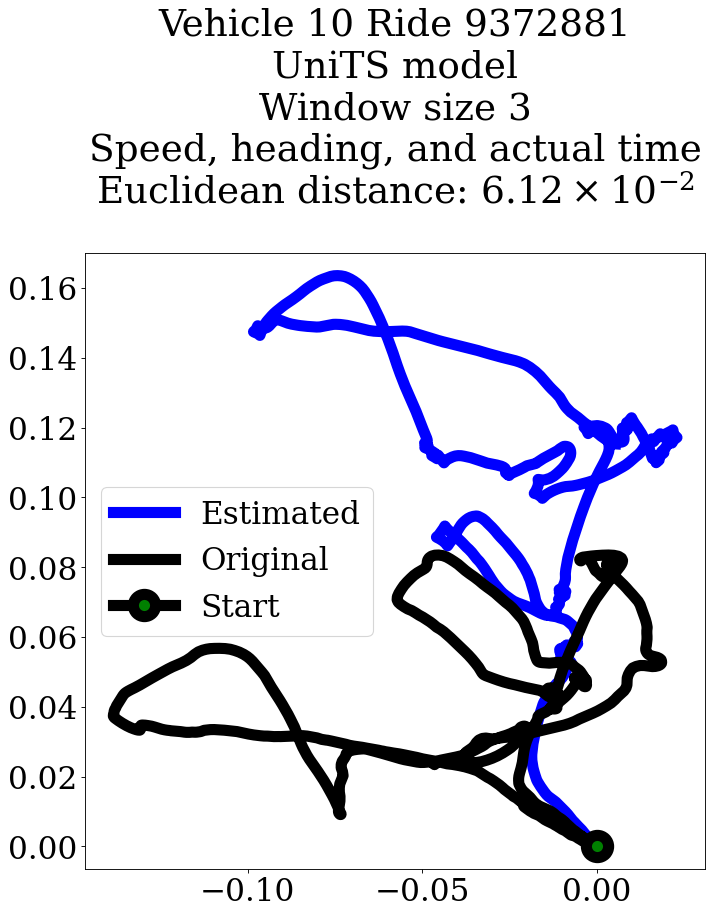 Vehicle 10 Ride 9372881
UniTS model
Window size 3
Speed, heading, and actual time
Euclidean distance: 6.12 × 10⁻²
0.16
0.14
0.12
0.10
0.08
0.06
0.04
0.02
0.00
Estimated
Original
Start
−0.10 −0.05 0.00